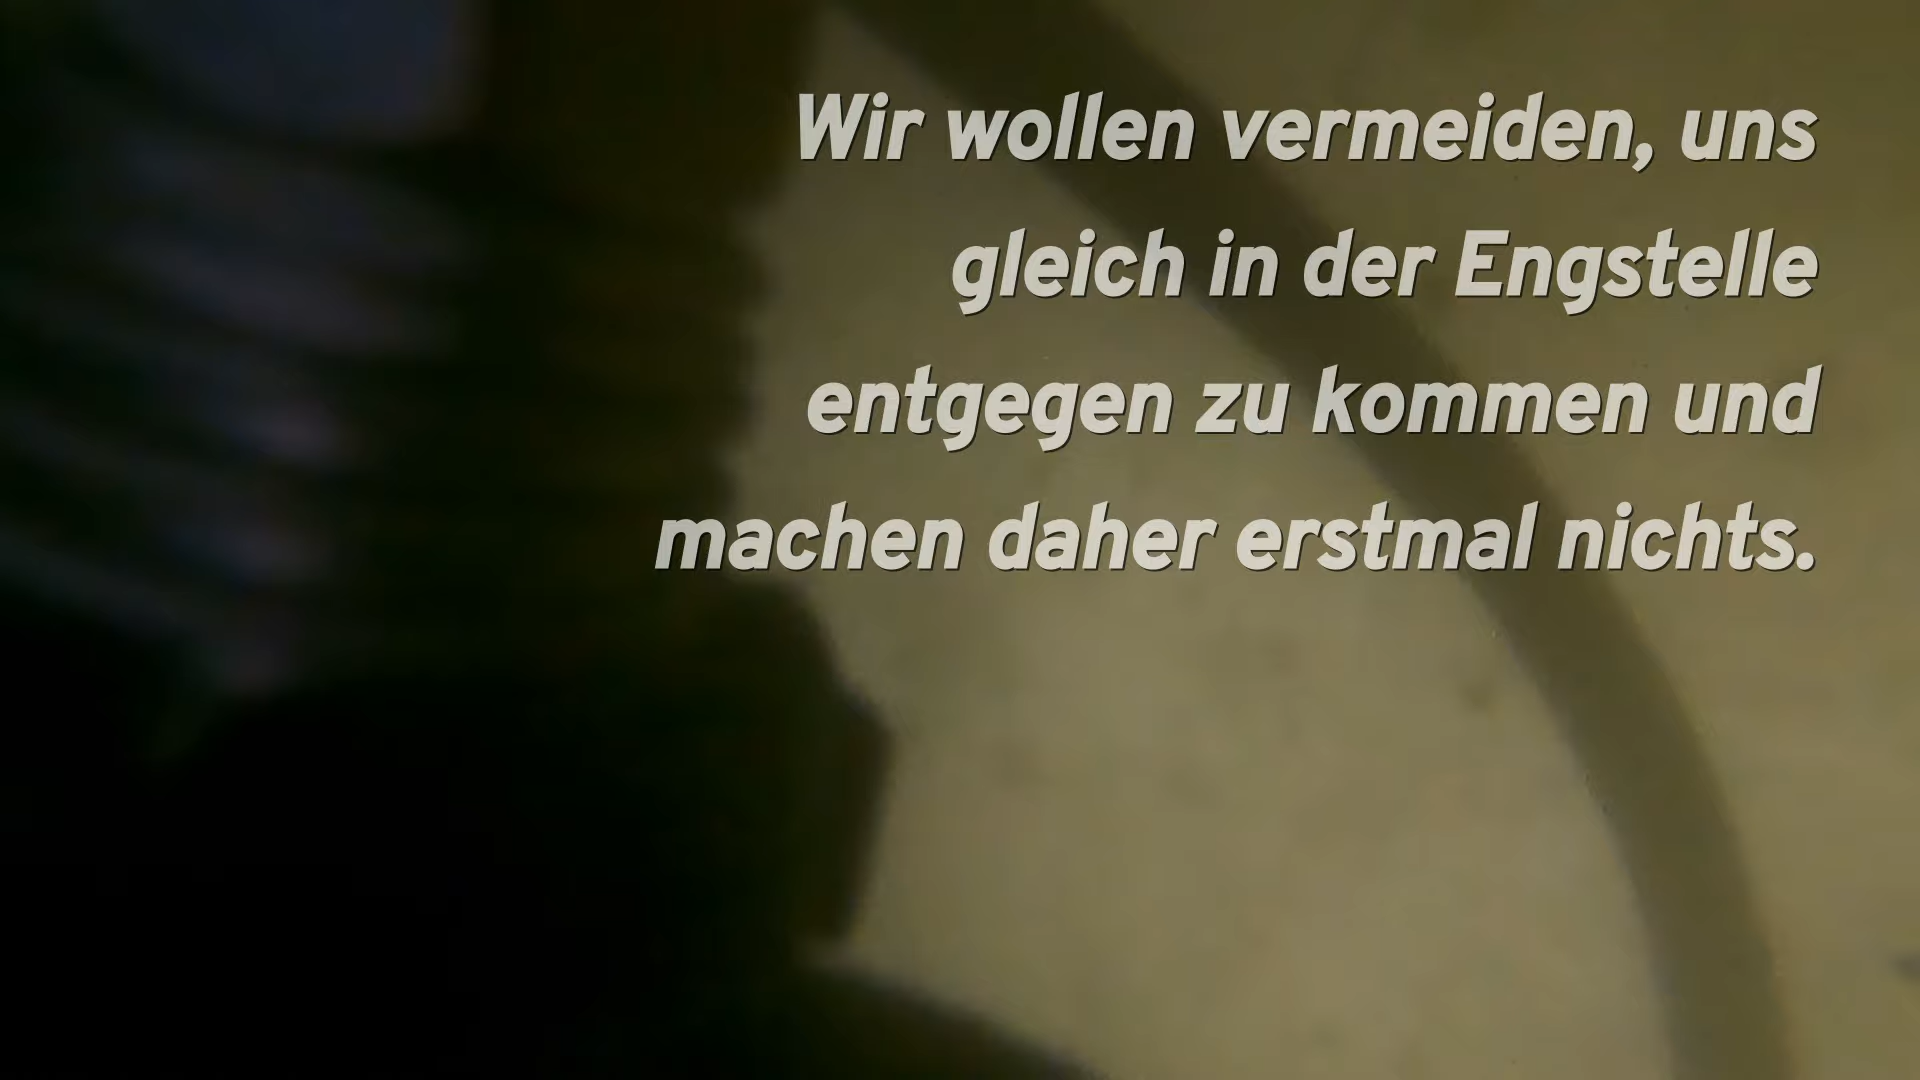 Wir wollen vermeiden, uns
gleich in der Engstelle
entgegen zu kommen und
machen daher erstmal nichts.